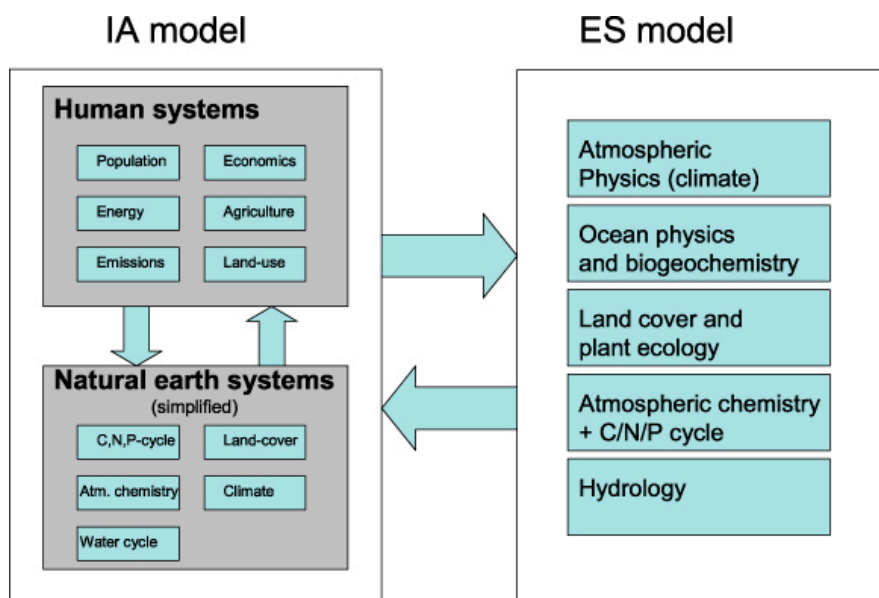 IA model
ES model
Human systems
Population
Economics
Energy
Agriculture
Emissions
Land-use
Natural earth systems
(simplified)
C,N,P-cycle
Land-cover
Atm. chemistry
Climate
Water cycle
Atmospheric
Physics (climate)
Ocean physics
and biogeochemistry
Land cover and
plant ecology
Atmospheric chemistry
+ C/N/P cycle
Hydrology